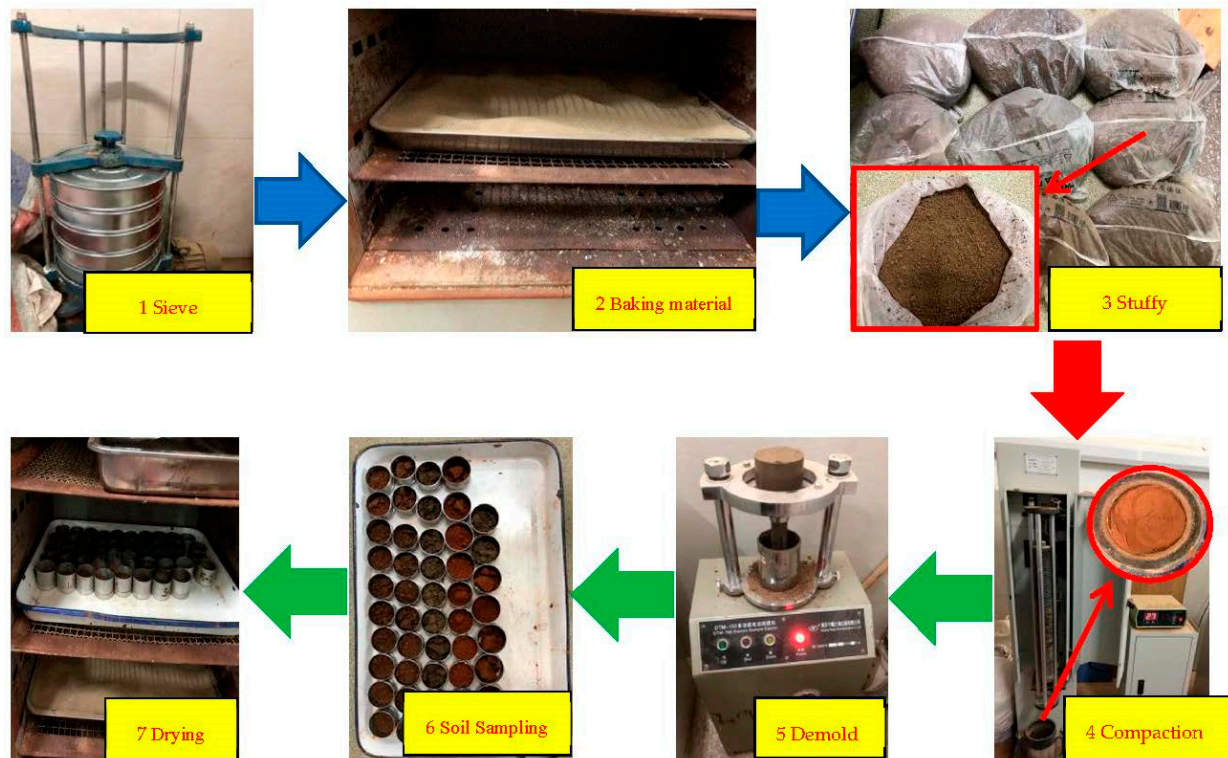 1 Sieve
2 Baking material
3 Stuffy
7 Drying
6 Soil Sampling
5 Demold
4 Compaction